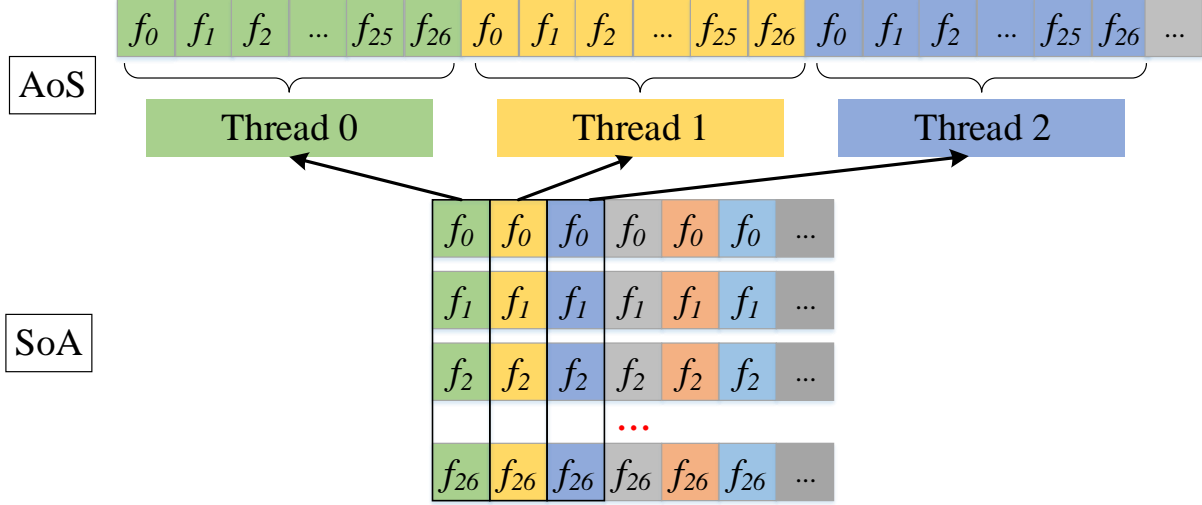 f0 f1 f2 ... f25 f26 f0 f1 f2 ... f25 f26 f0 f1 f2 ... f25 f26 ...
AoS
Thread 0 Thread 1 Thread 2
f0 f0 f0 f0 f0 f0 ...
f1 f1 f1 f1 f1 f1 ...
SoA
f2 f2 f2 f2 f2 f2 ...
...
f26 f26 f26 f26 f26 f26 ...